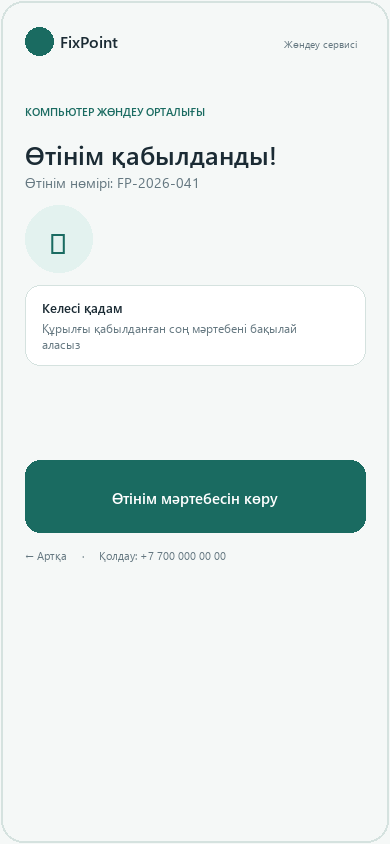 FixPoint
Жөндеу сервисі
КОМПЬЮТЕР ЖӨНДЕУ ОРТАЛЫҒЫ
Өтінім қабылданды!
Өтінім нөмірі: FP-2026-041
Келесі қадам
Құрылғы қабылданған соң мәртебені бақылай
аласыз
Өтінім мәртебесін көру
← Артқа · Қолдау: +7 700 000 00 00